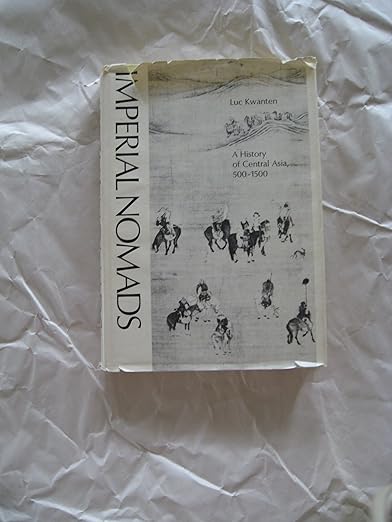 IMPERIAL NOMADS
Luc Kwanten
A History
of Central Asia,
500-1500